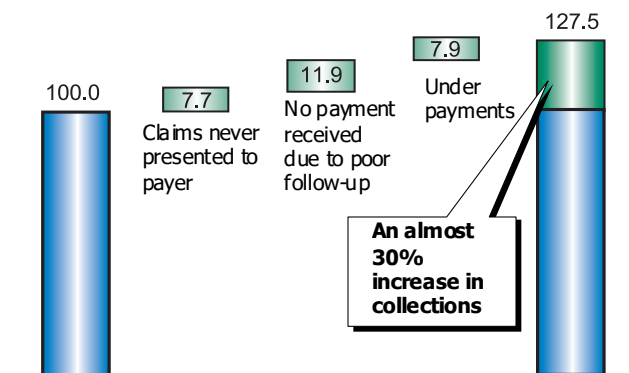 127.5
7.9
11.9
100.0
7.7
Under
payments
No payment
received
due to poor
follow-up
Claims never
presented to
payer
An almost
30%
increase in
collections